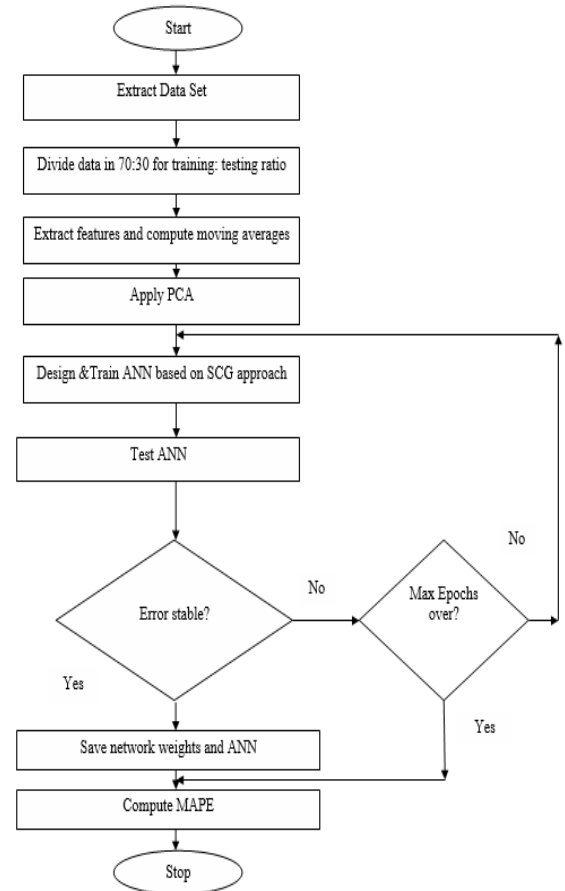 Start
Extract Data Set
Divide data in 70:30 for training: testing ratio
Extract features and compute moving averages
Apply PCA
Design &Train ANN based on SCG approach
Test ANN
No
Error stable?
No
Max Epochs
over?
Yes
Yes
Save network weights and ANN
Compute MAPE
Stop